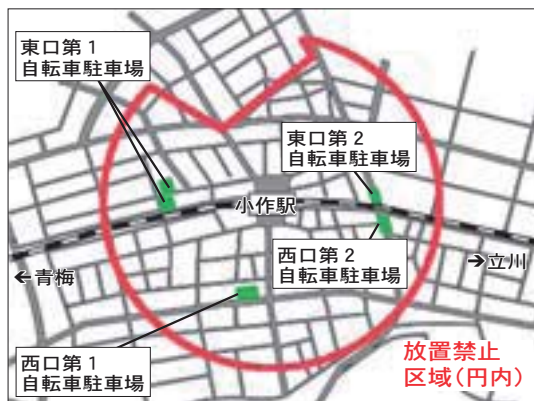 東口第1
自転車駐車場
東口第2
自転車駐車場
小作駅
西口第2
自転車駐車場
←青梅
→立川
西口第1
自転車駐車場
放置禁止
区域(円内)